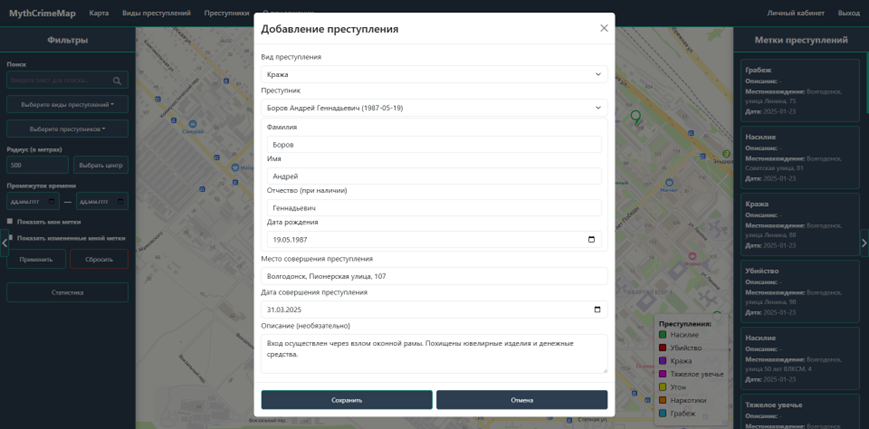 MythCrimeMap Карта Виды преступлений Преступники Личный кабинет Выход
Фильтры
Поиск
Введите текст для поиска...
Выберите виды преступлений
Выберите преступников
Радиус (в метрах)
500 Выбрать центр
Промежуток времени
дд.мм.гггг — дд.мм.гггг
Показать мои метки
Показать измененные мной метки
Применить Сбросить
Статистика
Добавление преступления
Вид преступления
Кража
Преступник
Боров Андрей Геннадьевич (1987-05-19)
Фамилия
Боров
Имя
Андрей
Отчество (при наличии)
Геннадьевич
Дата рождения
19.05.1987
Место совершения преступления
Волгодонск, Пионерская улица, 107
Дата совершения преступления
31.03.2025
Описание (необязательно)
Вход осуществлен через взлом оконной рамы. Похищены ювелирные изделия и денежные
средства.
Сохранить Отмена
Преступления:
Насилие
Убийство
Кража
Тяжелое увечье
Угон
Наркотики
Грабеж
Метки преступлений
Грабеж
Описание: -
Местонахождение: Волгодонск,
улица Ленина, 75
Дата: 2025-01-23
Насилие
Описание: -
Местонахождение: Волгодонск,
Советская улица, 81
Дата: 2025-01-23
Кража
Описание: -
Местонахождение: Волгодонск,
улица Ленина, 88
Дата: 2025-01-23
Убийство
Описание: -
Местонахождение: Волгодонск,
улица Ленина, 98
Дата: 2025-01-23
Насилие
Описание: -
Местонахождение: Волгодонск,
улица 50 лет ВЛКСМ, 4
Дата: 2025-01-23
Тяжелое увечье
Описание: -
Местонахождение: Волгодонск,